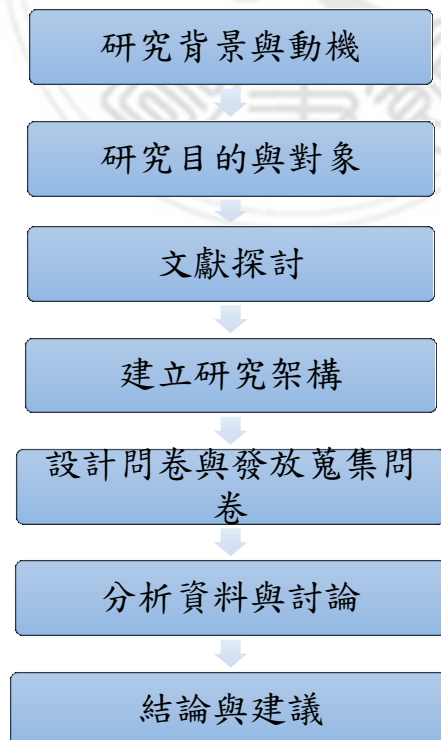 研究背景與動機
研究目的與對象
文獻探討
建立研究架構
設計問卷與發放蒐集問
卷
分析資料與討論
結論與建議